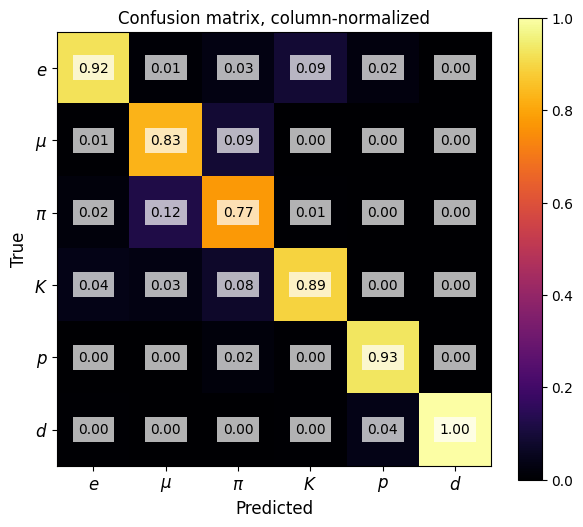 Confusion matrix, column-normalized
True
e 0.92 0.01 0.03 0.09 0.02 0.00
μ 0.01 0.83 0.09 0.00 0.00 0.00
π 0.02 0.12 0.77 0.01 0.00 0.00
K 0.04 0.03 0.08 0.89 0.00 0.00
p 0.00 0.00 0.02 0.00 0.93 0.00
d 0.00 0.00 0.00 0.00 0.04 1.00
e μ π K p d
Predicted
1.0
0.8
0.6
0.4
0.2
0.0